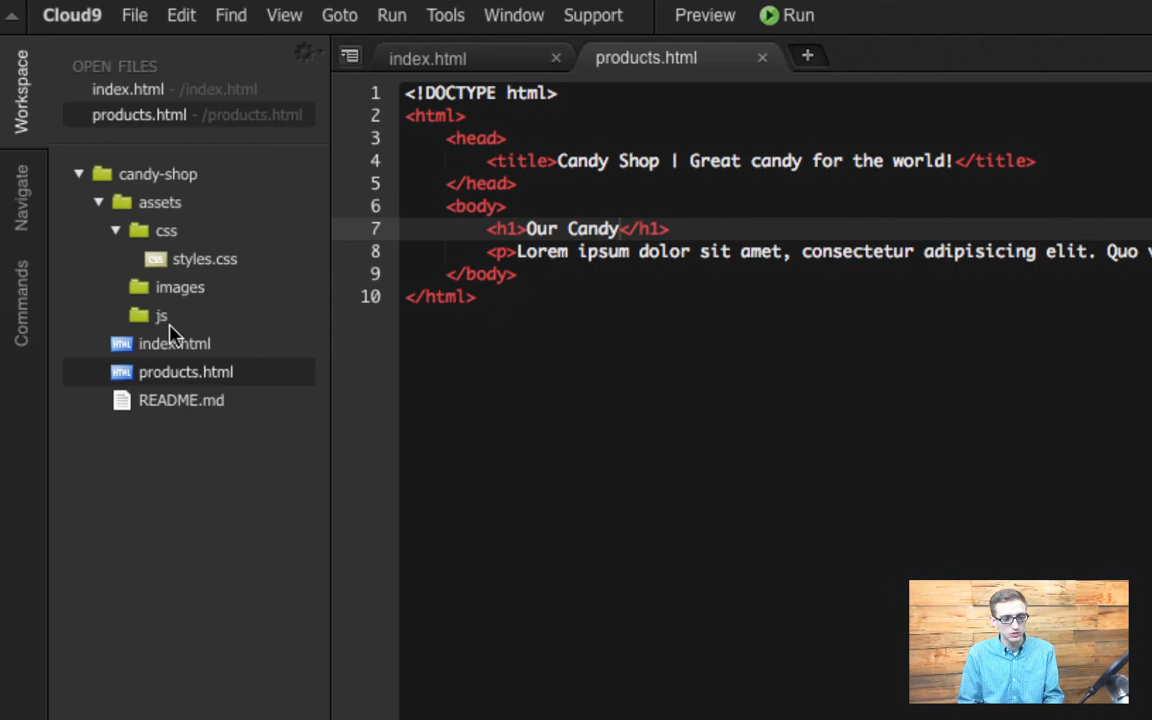 Cloud9 File Edit Find View Goto Run Tools Window Support Preview Run
Workspace
Navigate
Commands
OPEN FILES
index.html - /index.html
products.html - /products.html
candy-shop
assets
css
css styles.css
images
js
HTML index.html
HTML products.html
README.md
index.html × products.html × +
1 <!DOCTYPE html>
2 <html>
3 <head>
4 <title>Candy Shop | Great candy for the world!</title>
5 </head>
6 <body>
7 <h1>Our Candy</h1>
8 <p>Lorem ipsum dolor sit amet, consectetur adipisicing elit. Quo
9 </body>
10 </html>